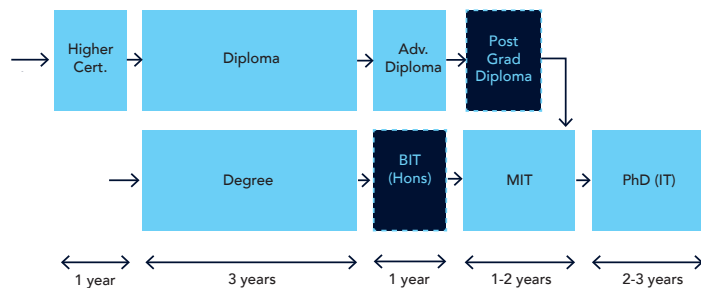 Higher
Cert.
Diploma
Adv.
Diploma
Post
Grad
Diploma
Degree
BIT
(Hons)
MIT
PhD (IT)
1 year
3 years
1 year
1-2 years
2-3 years